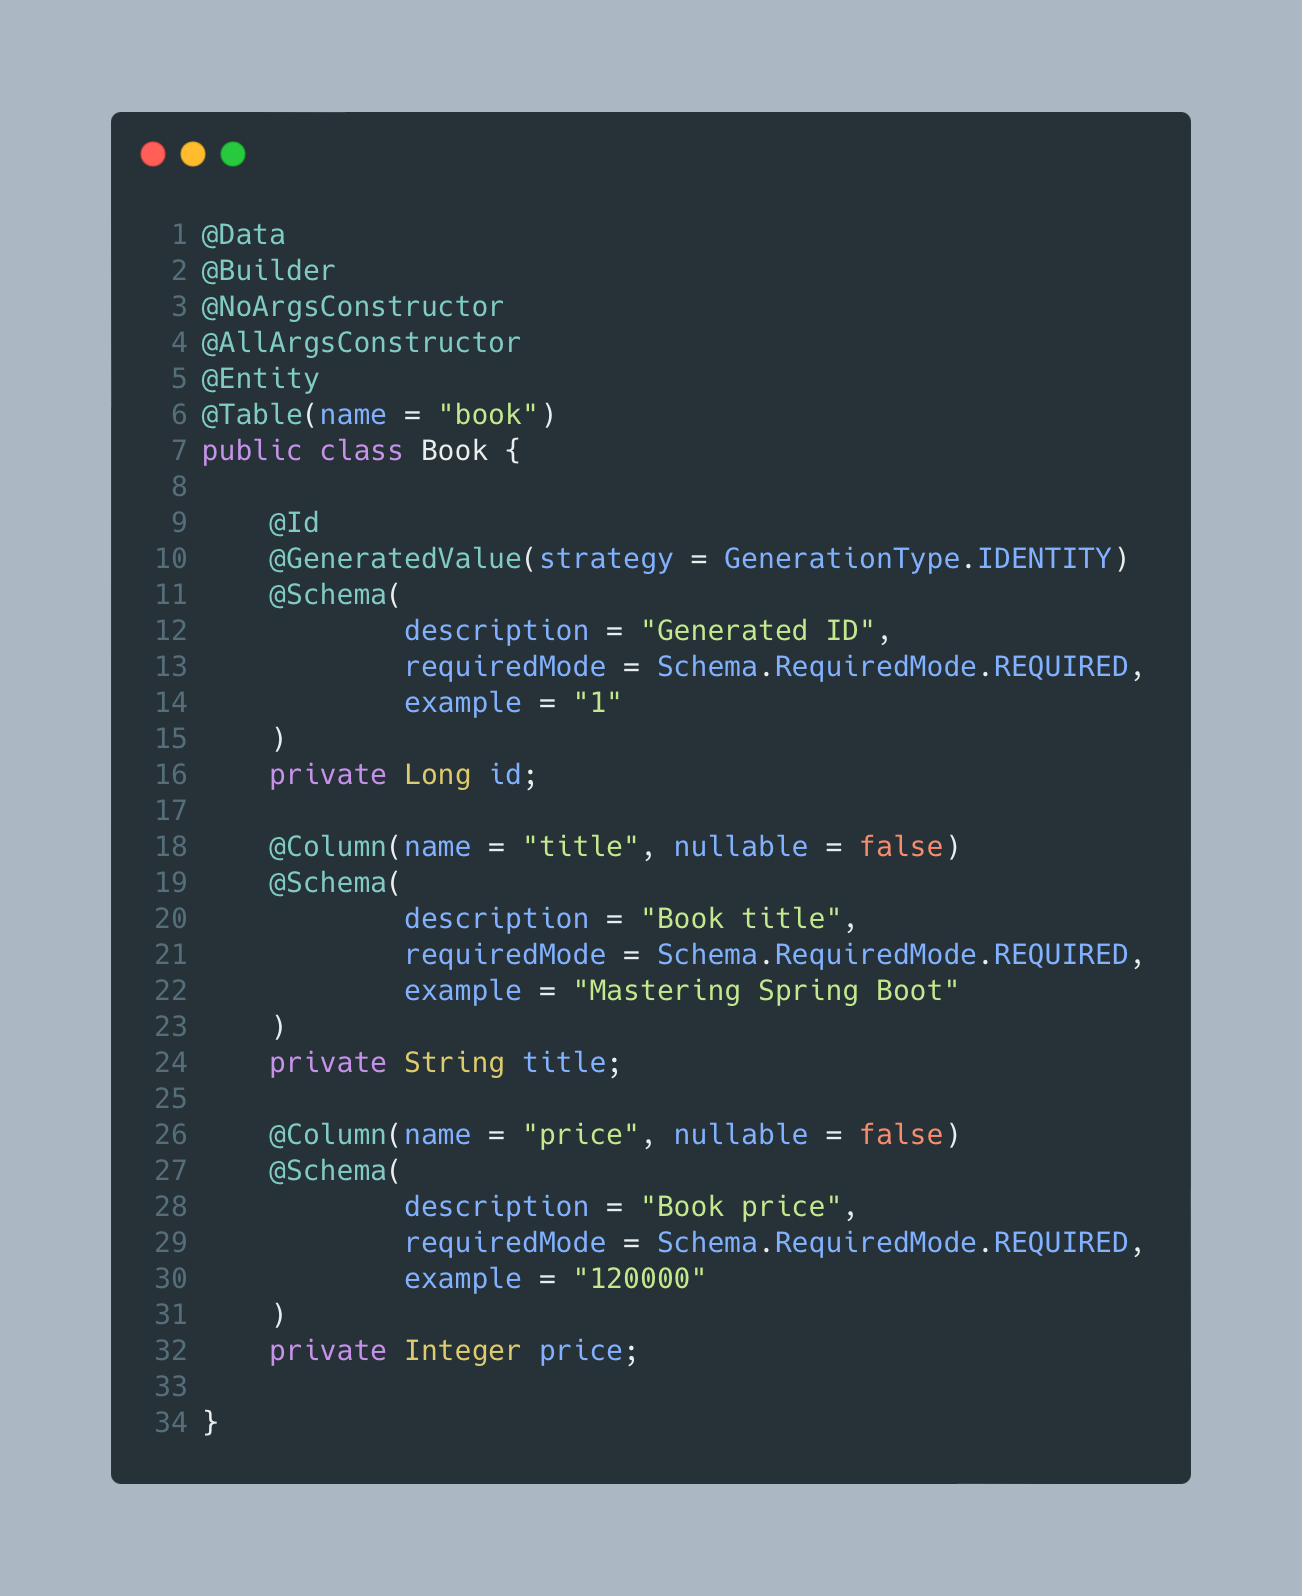 1 @Data
2 @Builder
3 @NoArgsConstructor
4 @AllArgsConstructor
5 @Entity
6 @Table(name = "book")
7 public class Book {
8
9     @Id
10     @GeneratedValue(strategy = GenerationType.IDENTITY)
11     @Schema(
12             description = "Generated ID",
13             requiredMode = Schema.RequiredMode.REQUIRED,
14             example = "1"
15     )
16     private Long id;
17
18     @Column(name = "title", nullable = false)
19     @Schema(
20             description = "Book title",
21             requiredMode = Schema.RequiredMode.REQUIRED,
22             example = "Mastering Spring Boot"
23     )
24     private String title;
25
26     @Column(name = "price", nullable = false)
27     @Schema(
28             description = "Book price",
29             requiredMode = Schema.RequiredMode.REQUIRED,
30             example = "120000"
31     )
32     private Integer price;
33
34 }